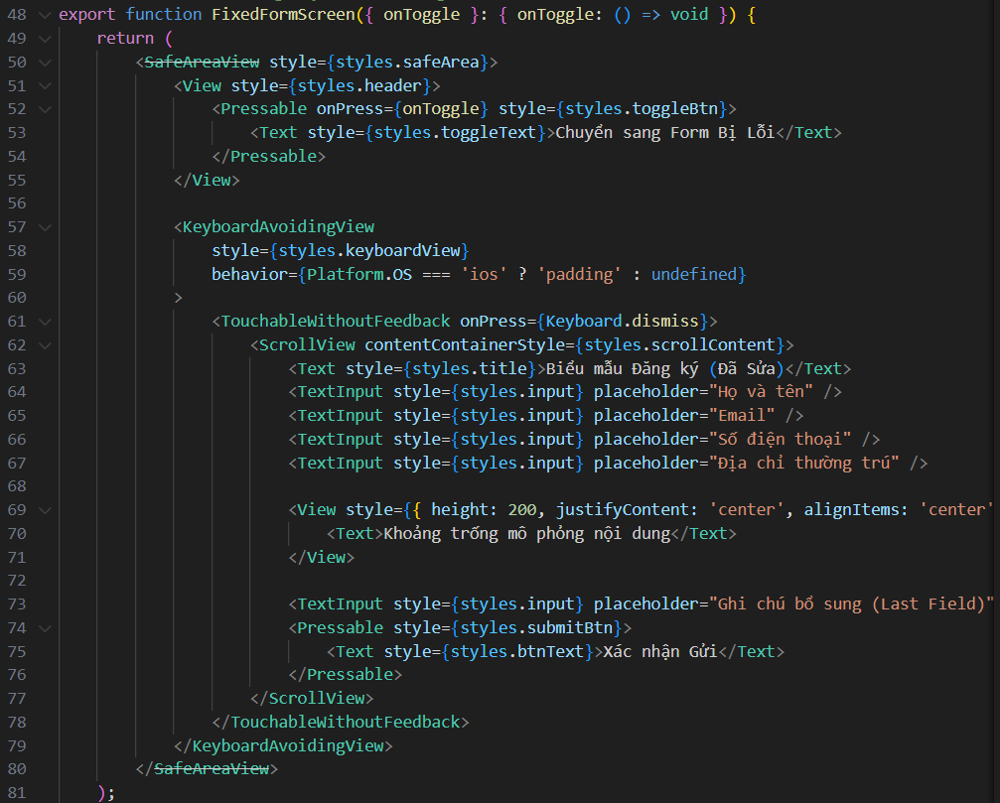 48 export function FixedFormScreen({ onToggle }: { onToggle: () => void }) {
49 return (
50 <SafeAreaView style={styles.safeArea}>
51 <View style={styles.header}>
52 <Pressable onPress={onToggle} style={styles.toggleBtn}>
53 <Text style={styles.toggleText}>Chuyển sang Form Bị Lỗi</Text>
54 </Pressable>
55 </View>
56
57 <KeyboardAvoidingView
58 style={styles.keyboardView}
59 behavior={Platform.OS === 'ios' ? 'padding' : undefined}
60 >
61 <TouchableWithoutFeedback onPress={Keyboard.dismiss}>
62 <ScrollView contentContainerStyle={styles.scrollContent}>
63 <Text style={styles.title}>Biểu mẫu Đăng ký (Đã Sửa)</Text>
64 <TextInput style={styles.input} placeholder="Họ và tên" />
65 <TextInput style={styles.input} placeholder="Email" />
66 <TextInput style={styles.input} placeholder="Số điện thoại" />
67 <TextInput style={styles.input} placeholder="Địa chỉ thường trú" />
68
69 <View style={{ height: 200, justifyContent: 'center', alignItems: 'center'
70 <Text>Khoảng trống mô phỏng nội dung</Text>
71 </View>
72
73 <TextInput style={styles.input} placeholder="Ghi chú bổ sung (Last Field)"
74 <Pressable style={styles.submitBtn}>
75 <Text style={styles.btnText}>Xác nhận Gửi</Text>
76 </Pressable>
77 </ScrollView>
78 </TouchableWithoutFeedback>
79 </KeyboardAvoidingView>
80 </SafeAreaView>
81 );